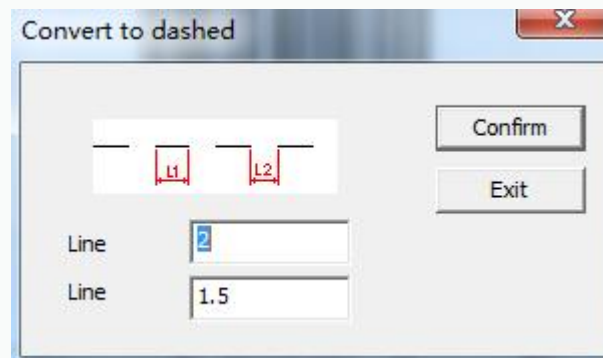 Convert to dashed
x
L1 L2
Confirm
Exit
Line 2
Line 1.5